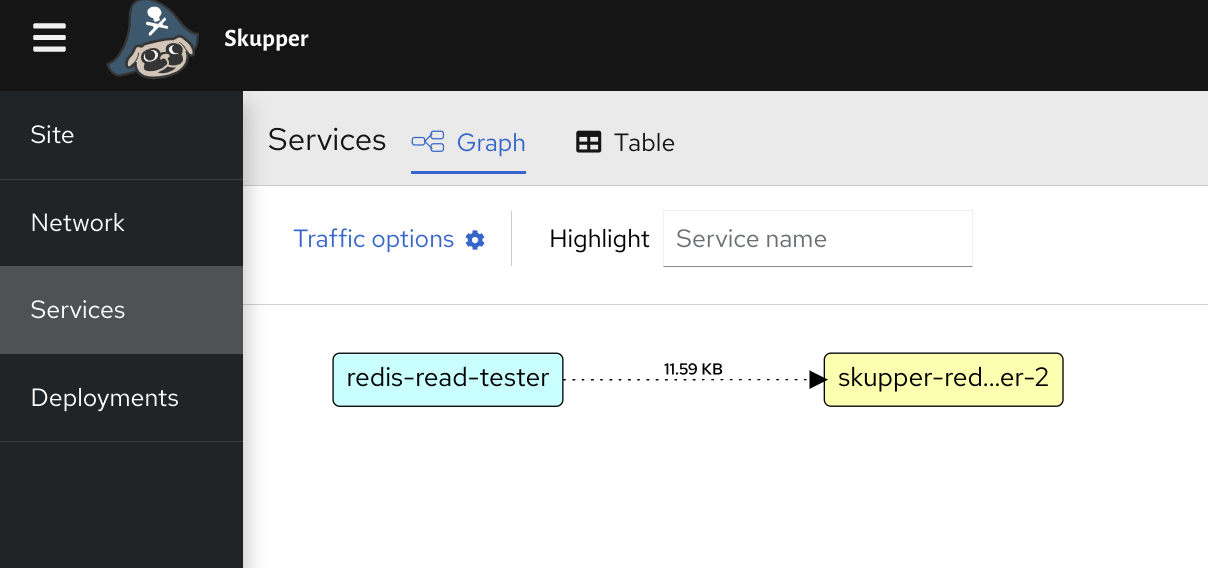 Skupper
Site
Network
Services
Deployments
Services Graph Table
Traffic options Highlight Service name
redis-read-tester 11.59 KB skupper-red...er-2